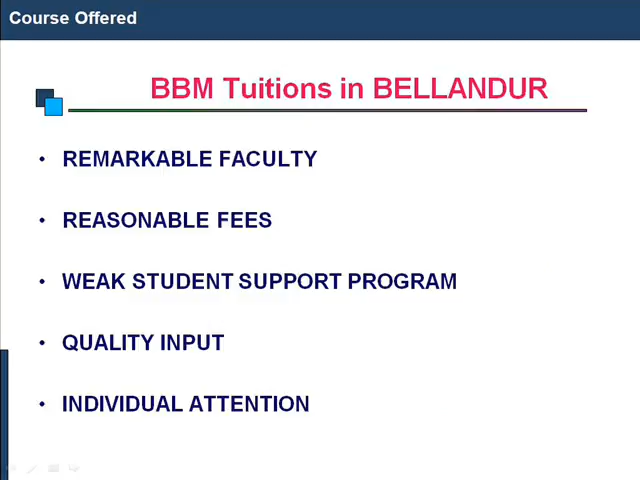 Course Offered
BBM Tuitions in BELLANDUR
• REMARKABLE FACULTY
• REASONABLE FEES
• WEAK STUDENT SUPPORT PROGRAM
• QUALITY INPUT
• INDIVIDUAL ATTENTION